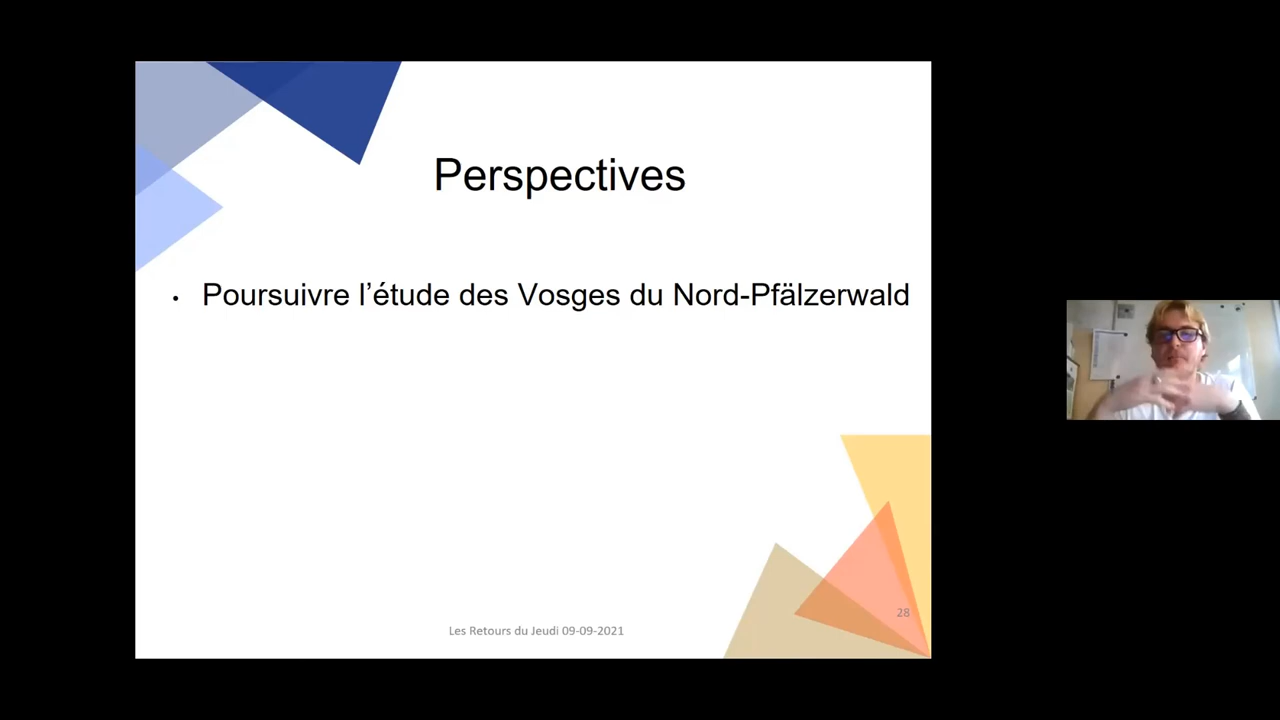 Perspectives
• Poursuivre l’étude des Vosges du Nord-Pfälzerwald
28
Les Retours du Jeudi 09-09-2021